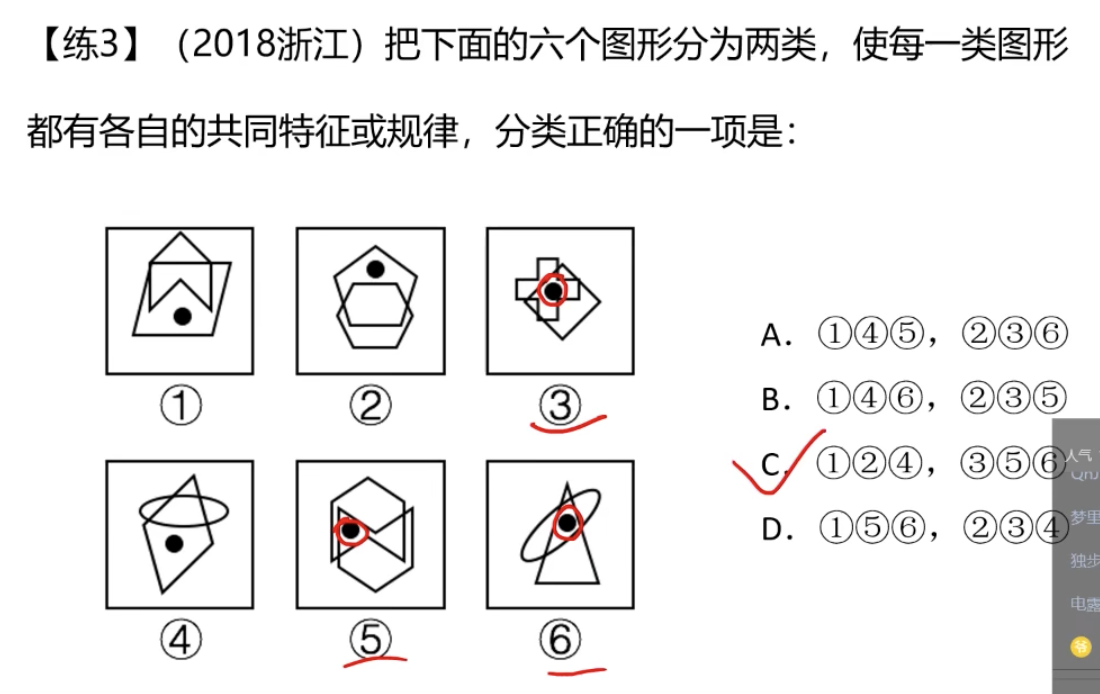 【练3】（2018浙江）把下面的六个图形分为两类，使每一类图形
都有各自的共同特征或规律，分类正确的一项是：
① ② ③
④ ⑤ ⑥
A. ①④⑤，②③⑥
B. ①④⑥，②③⑤
C. ①②④，③⑤⑥
D. ①⑤⑥，②③④
人气
梦里
独步
电露